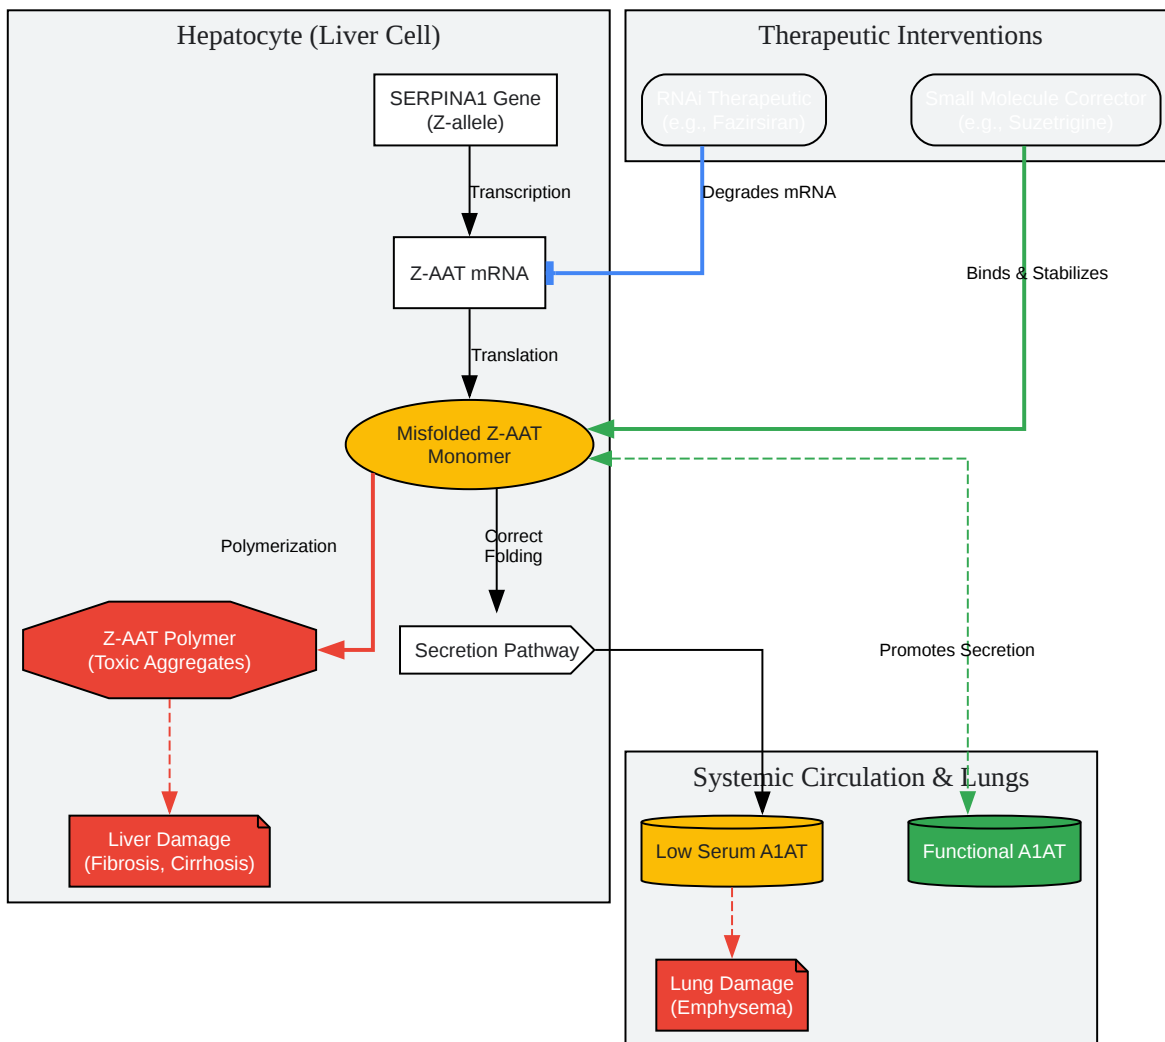 Hepatocyte (Liver Cell)
SERPINA1 Gene
(Z-allele)
Transcription
Z-AAT mRNA
Translation
Misfolded Z-AAT
Monomer
Polymerization
Correct
Folding
Z-AAT Polymer
(Toxic Aggregates)
Secretion Pathway
Liver Damage
(Fibrosis, Cirrhosis)
Therapeutic Interventions
RNAi Therapeutic
(e.g., Fazirsiran)
Small Molecule Corrector
(e.g., Suzetrigine)
Degrades mRNA
Binds & Stabilizes
Promotes Secretion
Systemic Circulation & Lungs
Low Serum A1AT
Functional A1AT
Lung Damage
(Emphysema)